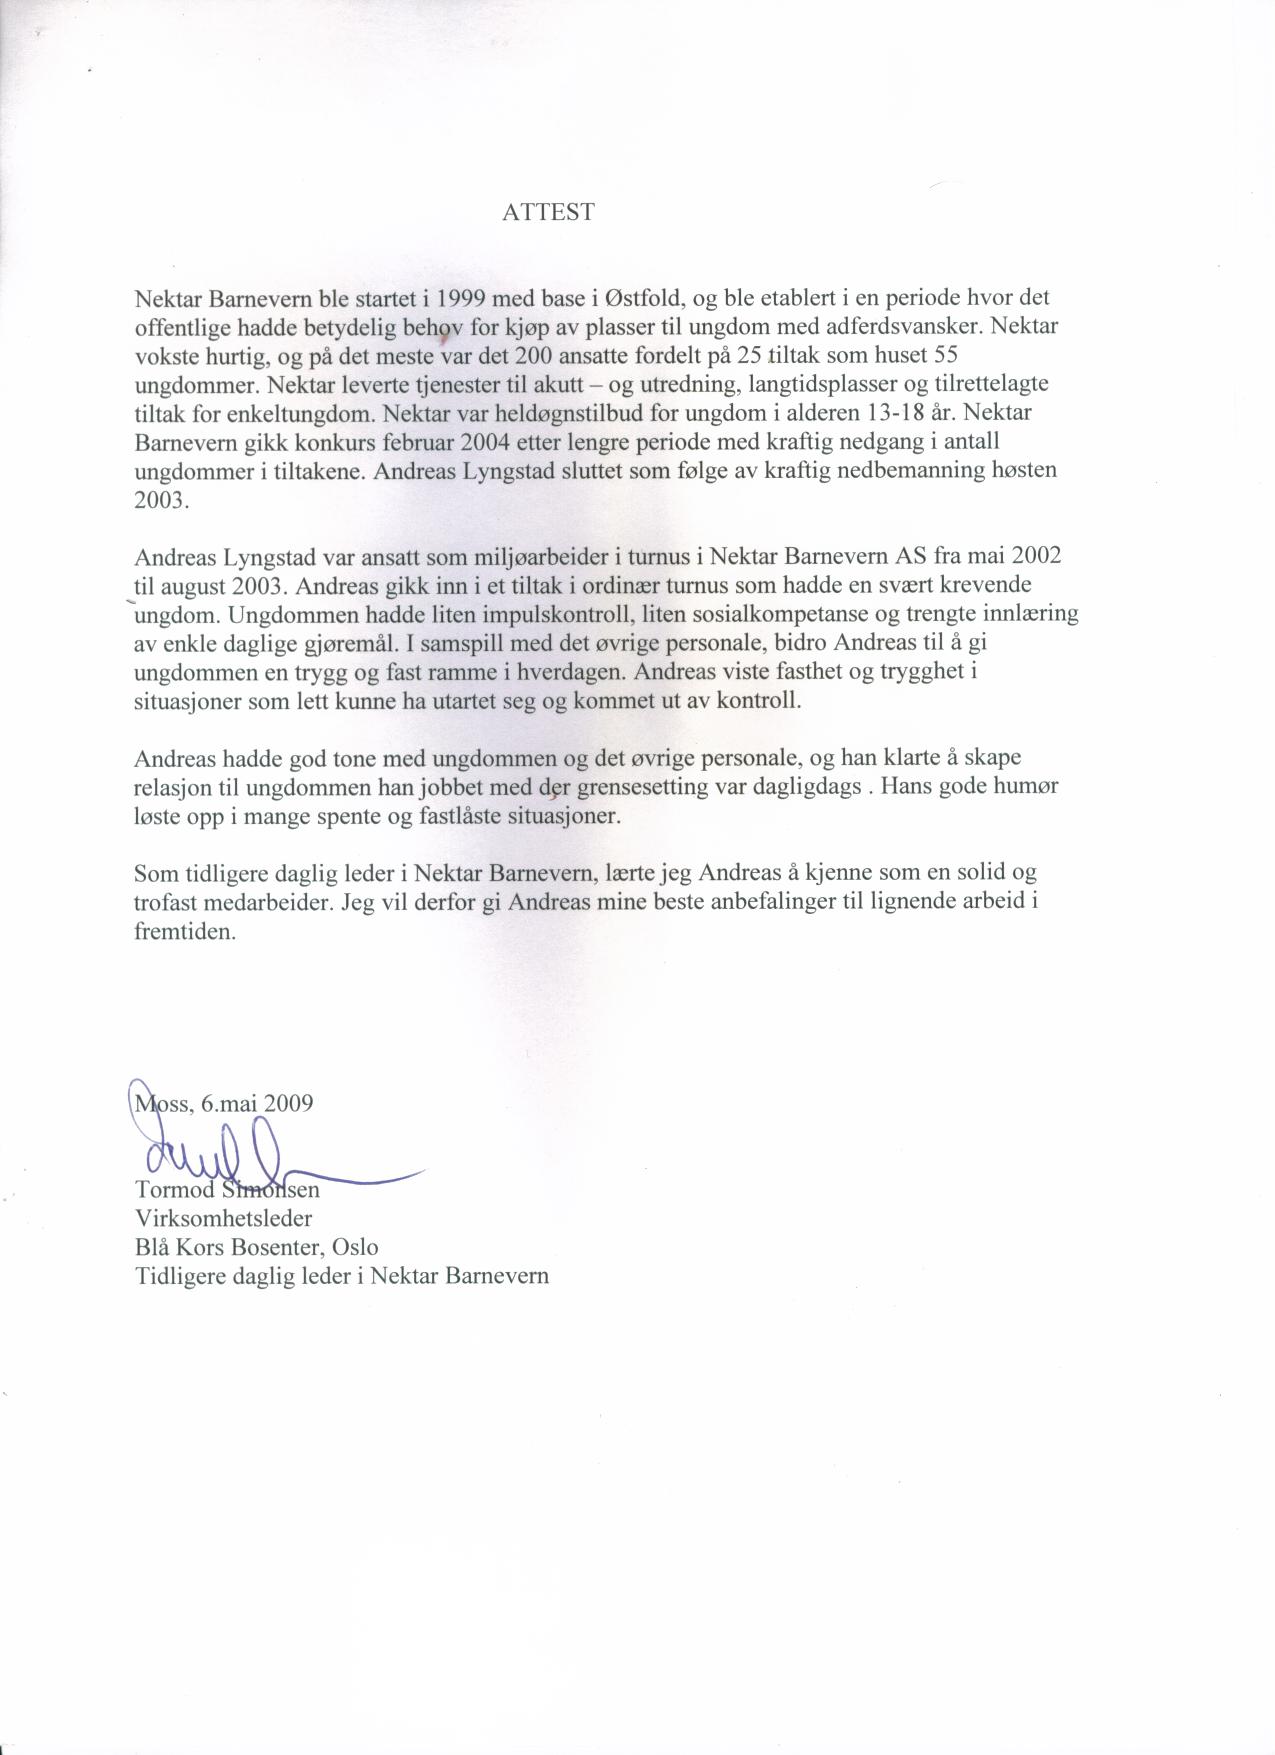 ATTEST
Nektar Barnevern ble startet i 1999 med base i Østfold, og ble etablert i en periode hvor det
offentlige hadde betydelig behov for kjøp av plasser til ungdom med adferdsvansker. Nektar
vokste hurtig, og på det meste var det 200 ansatte fordelt på 25 tiltak som huset 55
ungdommer. Nektar leverte tjenester til akutt – og utredning, langtidsplasser og tilrettelagte
tiltak for enkeltungdom. Nektar var heldøgnstilbud for ungdom i alderen 13-18 år. Nektar
Barnevern gikk konkurs februar 2004 etter lengre periode med kraftig nedgang i antall
ungdommer i tiltakene. Andreas Lyngstad sluttet som følge av kraftig nedbemanning høsten
2003.
Andreas Lyngstad var ansatt som miljøarbeider i turnus i Nektar Barnevern AS fra mai 2002
til august 2003. Andreas gikk inn i et tiltak i ordinær turnus som hadde en svært krevende
ungdom. Ungdommen hadde liten impulskontroll, liten sosialkompetanse og trengte innlæring
av enkle daglige gjøremål. I samspill med det øvrige personale, bidro Andreas til å gi
ungdommen en trygg og fast ramme i hverdagen. Andreas viste fasthet og trygghet i
situasjoner som lett kunne ha utartet seg og kommet ut av kontroll.
Andreas hadde god tone med ungdommen og det øvrige personale, og han klarte å skape
relasjon til ungdommen han jobbet med der grensesetting var dagligdags . Hans gode humør
løste opp i mange spente og fastlåste situasjoner.
Som tidligere daglig leder i Nektar Barnevern, lærte jeg Andreas å kjenne som en solid og
trofast medarbeider. Jeg vil derfor gi Andreas mine beste anbefalinger til lignende arbeid i
fremtiden.
Moss, 6.mai 2009
Tormod Simonsen
Virksomhetsleder
Blå Kors Bosenter, Oslo
Tidligere daglig leder i Nektar Barnevern